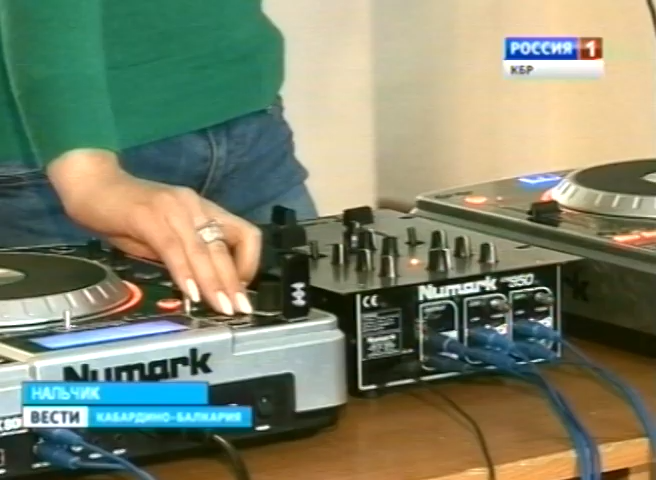 РОССИЯ 1
КБР
Numark
CE
Numark
НАЛЬЧИК
ВЕСТИ КАБАРДИНО-БАЛКАРИЯ